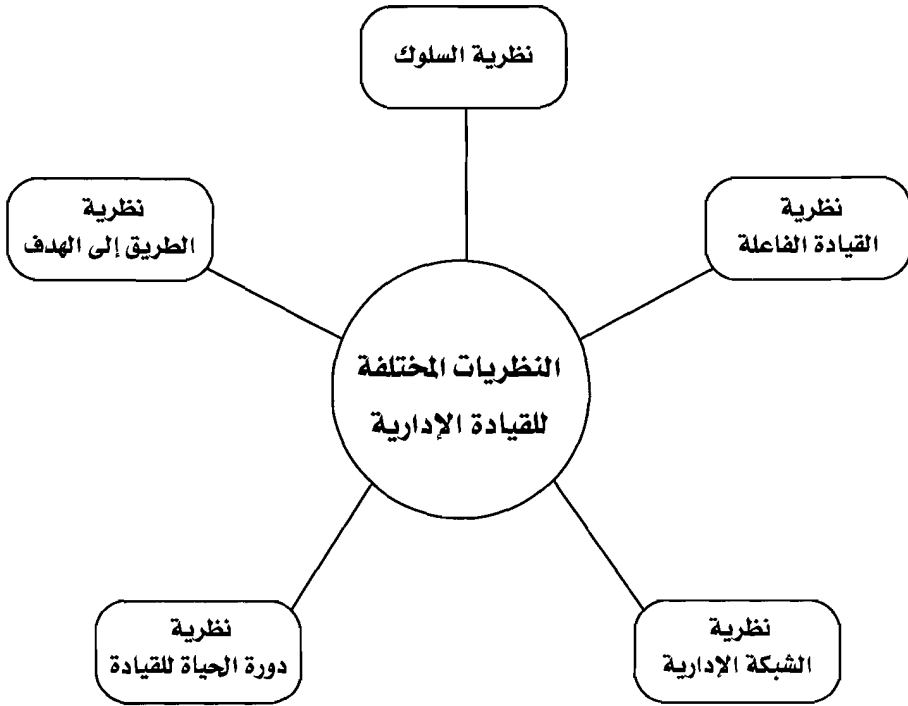 نظرية السلوك
نظرية
القيادة الفاعلة
نظرية
الطريق إلى الهدف
النظريات المختلفة
للقيادة الإدارية
نظرية
الشبكة الإدارية
نظرية
دورة الحياة للقيادة